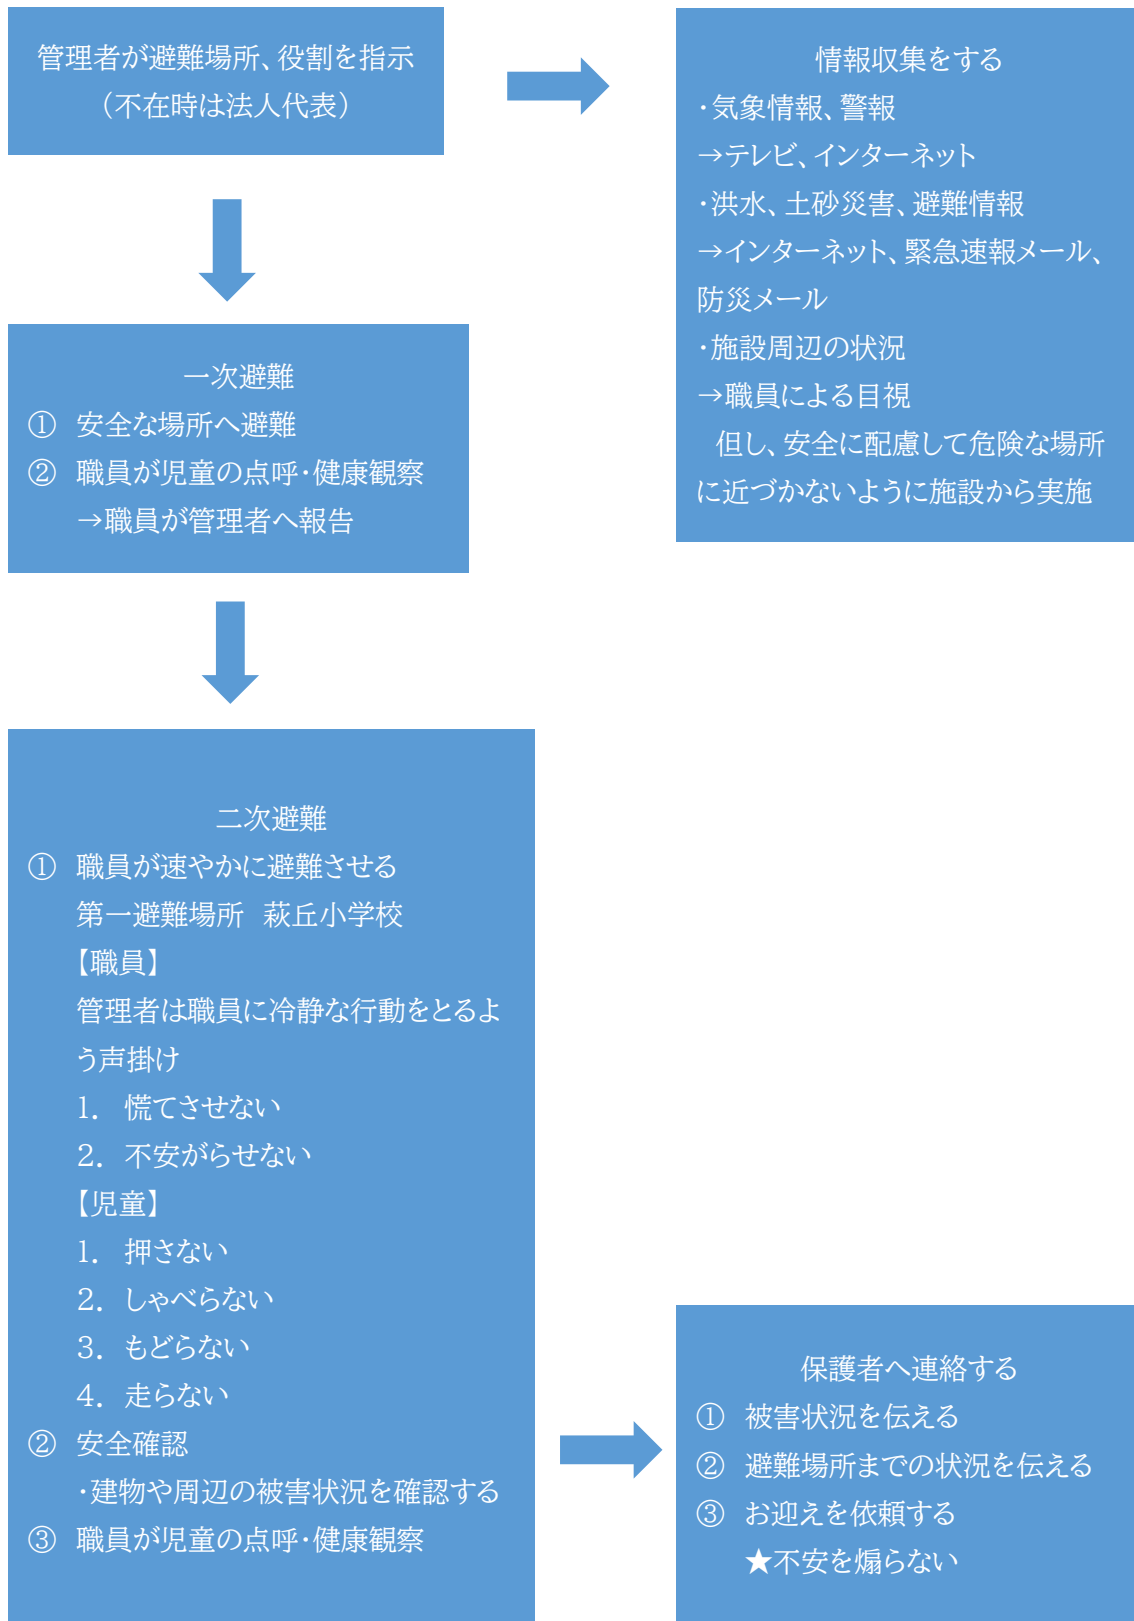 管理者が避難場所、役割を指示
（不在時は法人代表）
情報収集をする
・気象情報、警報
→テレビ、インターネット
・洪水、土砂災害、避難情報
→インターネット、緊急速報メール、
防災メール
・施設周辺の状況
→職員による目視
但し、安全に配慮して危険な場所
に近づかないように施設から実施
一次避難
① 安全な場所へ避難
② 職員が児童の点呼・健康観察
→職員が管理者へ報告
二次避難
① 職員が速やかに避難させる
第一避難場所　萩丘小学校
【職員】
管理者は職員に冷静な行動をとるよ
う声掛け
1. 慌てさせない
2. 不安がらせない
【児童】
1. 押さない
2. しゃべらない
3. もどらない
4. 走らない
② 安全確認
・建物や周辺の被害状況を確認する
③ 職員が児童の点呼・健康観察
保護者へ連絡する
① 被害状況を伝える
② 避難場所までの状況を伝える
③ お迎えを依頼する
★不安を煽らない